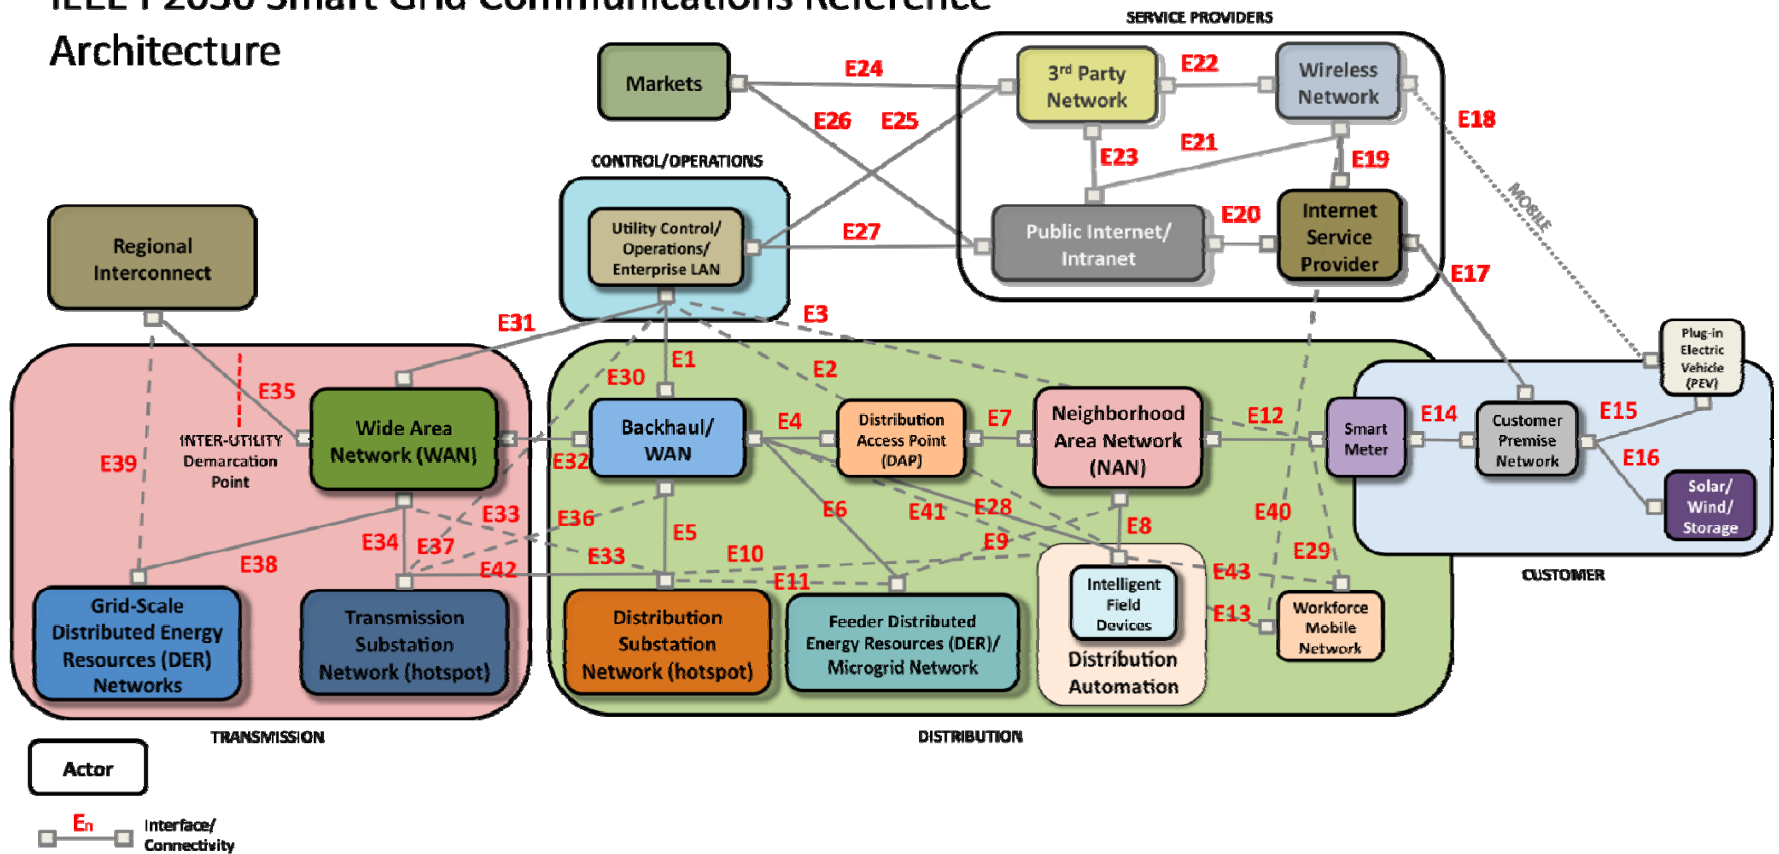 Architecture
SERVICE PROVIDERS
Markets
E24
3rd Party
Network
E22
Wireless
Network
E18
E26
E25
E23
E21
E19
MOBILE
CONTROL/OPERATIONS
Utility Control/
Operations/
Enterprise LAN
E27
Public Internet/
Intranet
E20
Internet
Service
Provider
E17
Regional
Interconnect
E31
E3
E1
E30
E2
E35
INTER-UTILITY
Demarcation
Point
E39
Wide Area
Network (WAN)
E32
Backhaul/
WAN
E4
Distribution
Access Point
(DAP)
E7
Neighborhood
Area Network
(NAN)
E12
Smart
Meter
E14
Customer
Premise
Network
E15
Plug-in
Electric
Vehicle
(PEV)
E16
Solar/
Wind/
Storage
CUSTOMER
E33
E36
E6
E41
E28
E8
E40
E34
E37
E5
E9
E29
E38
E42
E33
E10
E11
E43
E13
Grid-Scale
Distributed Energy
Resources (DER)
Networks
Transmission
Substation
Network (hotspot)
Distribution
Substation
Network (hotspot)
Feeder Distributed
Energy Resources (DER)/
Microgrid Network
Intelligent
Field
Devices
Distribution
Automation
Workforce
Mobile
Network
TRANSMISSION
DISTRIBUTION
Actor
En
Interface/
Connectivity